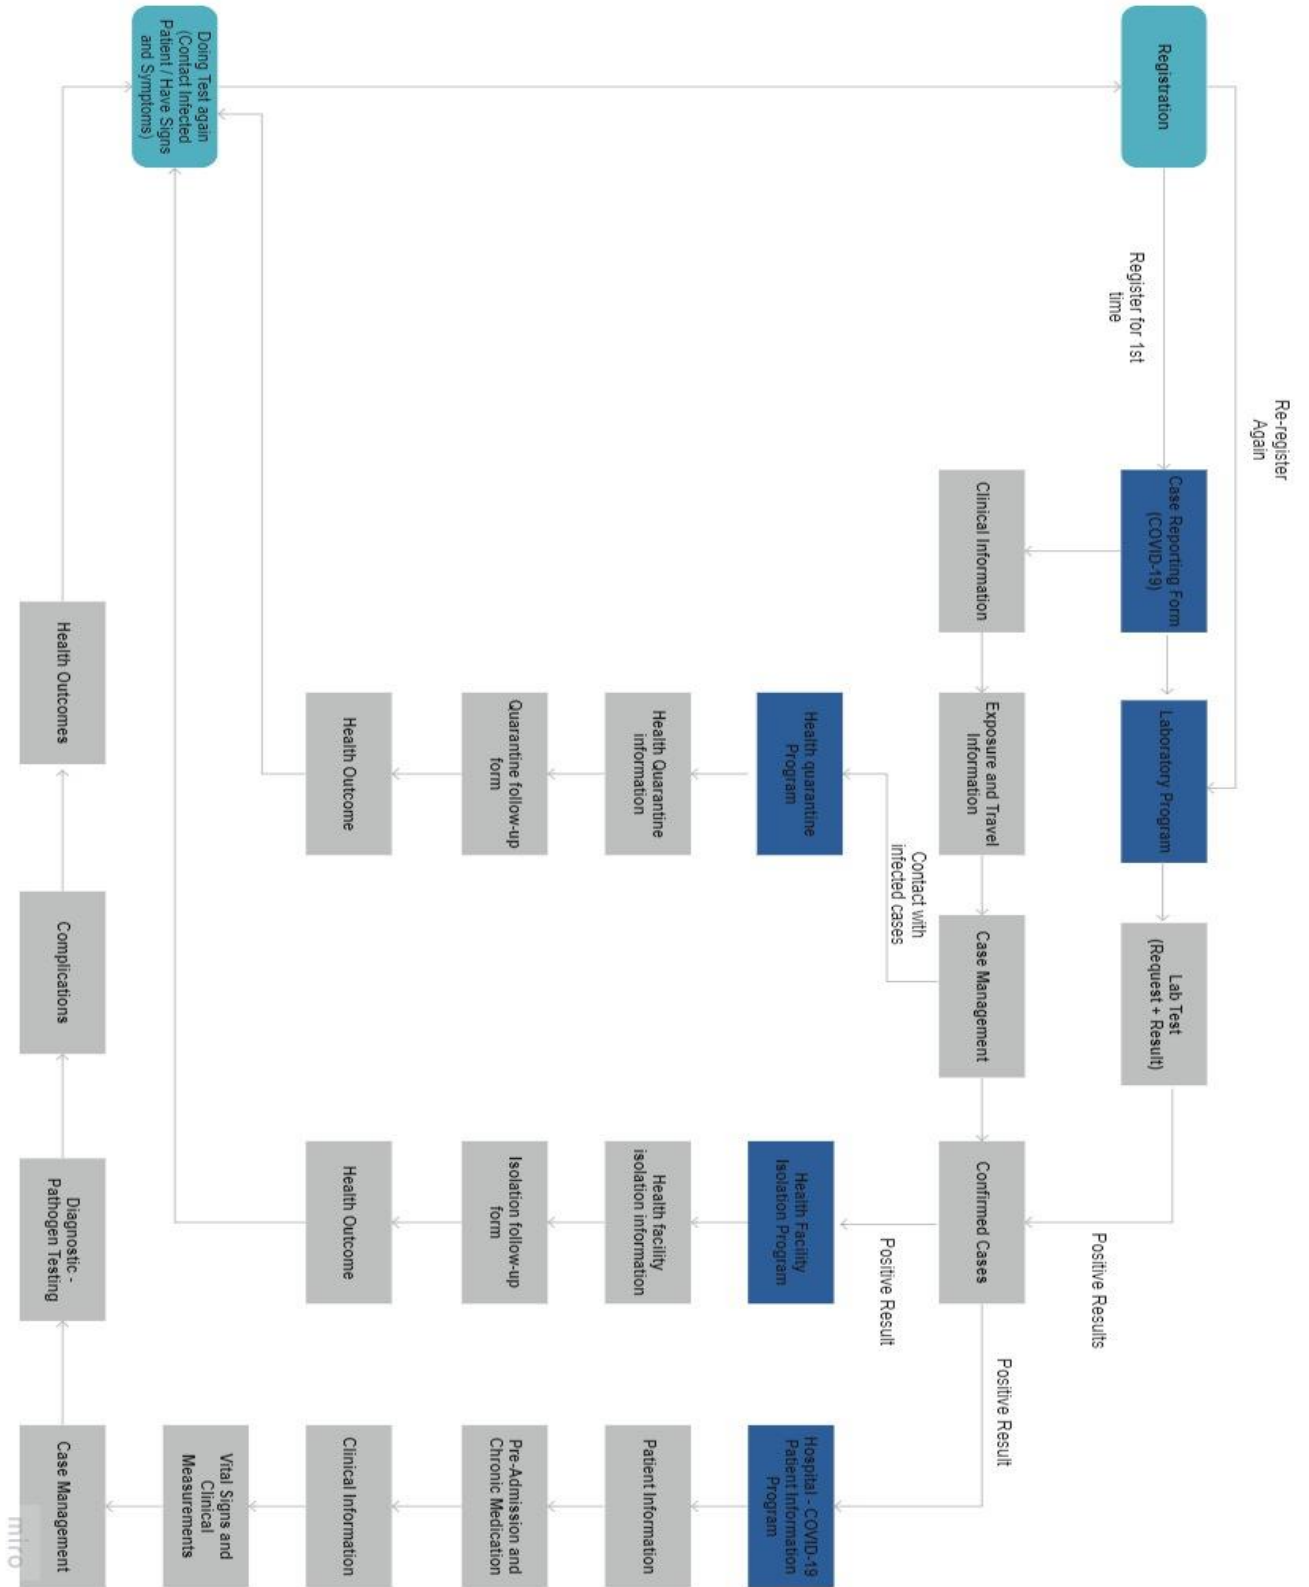 Registration
Re-register
Again
Register for 1st
time
Case Reporting Form
(COVID-19)
Laboratory Program
Lab Test
(Request + Result)
Positive Results
Clinical Information
Exposure and Travel
Information
Case Management
Confirmed Cases
Contact with
infected cases
Positive Result
Positive Result
Health quarantine
Program
Health Facility
Isolation Program
Hospital - COVID-19
Patient Information
Program
Health Quarantine
information
Health facility
isolation information
Patient Information
Quarantine follow-up
form
Isolation follow-up
form
Pre-Admission and
Chronic Medication
Health Outcome
Health Outcome
Clinical Information
Doing Test again
(Contact Infected
Patient / Have Signs
and Symptoms)
Vital Signs and
Clinical
Measurements
Health Outcomes
Complications
Diagnostic -
Pathogen Testing
Case Management
miro